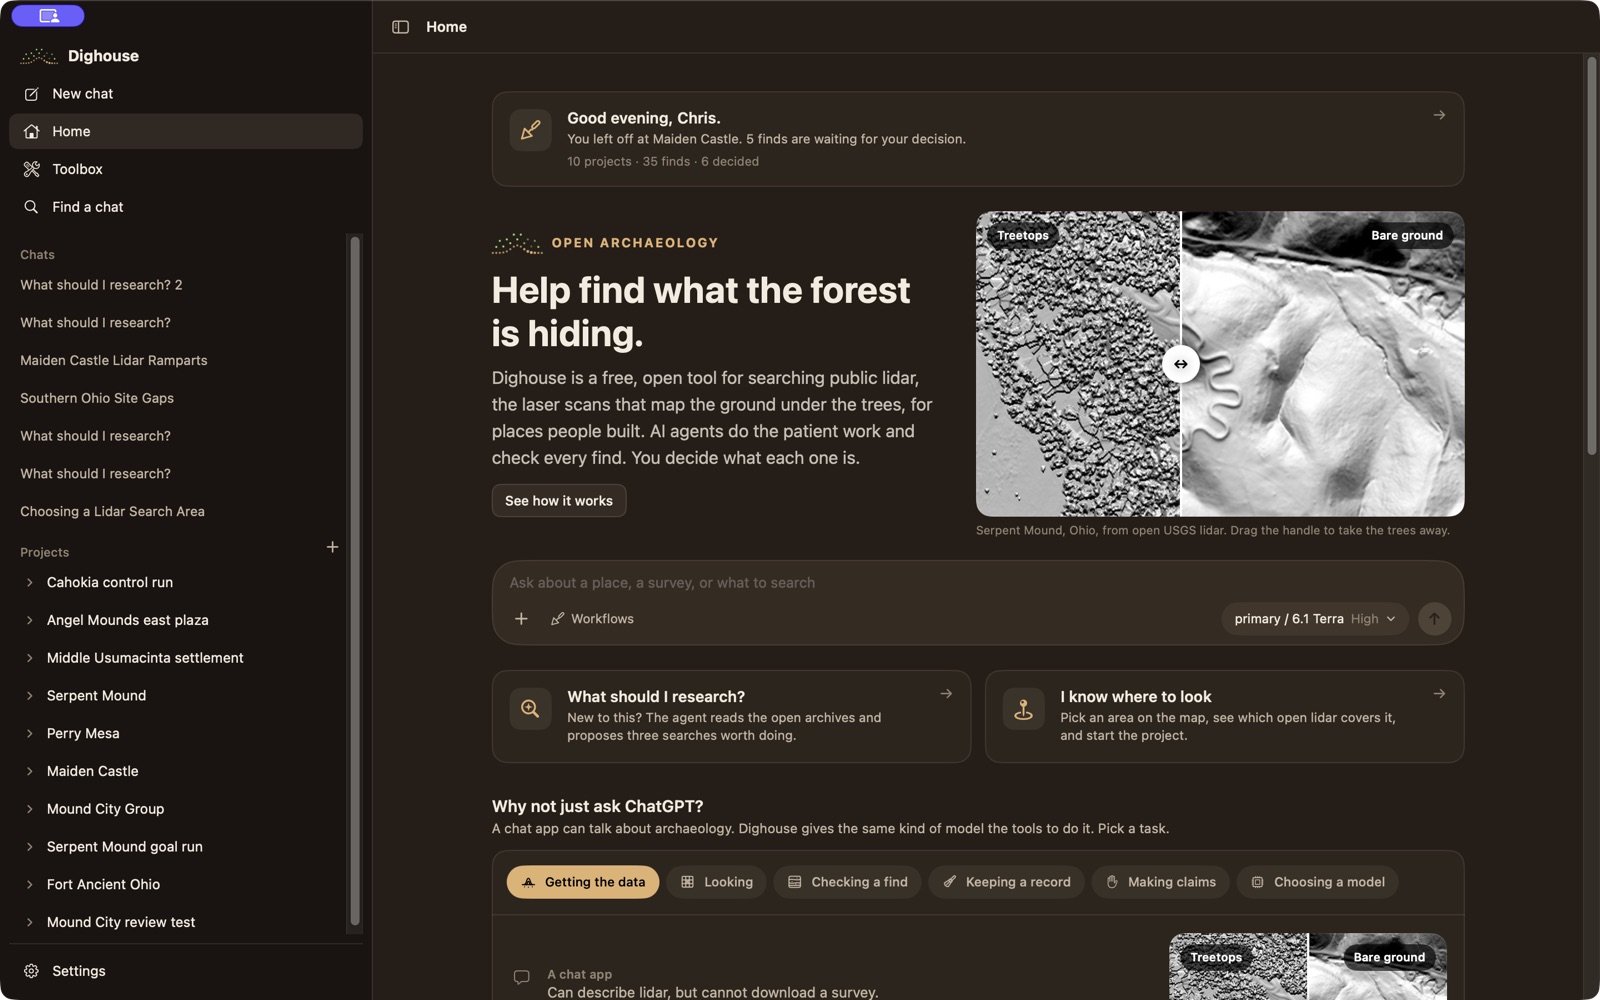 Dighouse
New chat
Home
Toolbox
Find a chat
Chats
What should I research? 2
What should I research?
Maiden Castle Lidar Ramparts
Southern Ohio Site Gaps
What should I research?
What should I research?
Choosing a Lidar Search Area
Projects
Cahokia control run
Angel Mounds east plaza
Middle Usumacinta settlement
Serpent Mound
Perry Mesa
Maiden Castle
Mound City Group
Serpent Mound goal run
Fort Ancient Ohio
Mound City review test
Settings
Home
Good evening, Chris.
You left off at Maiden Castle. 5 finds are waiting for your decision.
10 projects · 35 finds · 6 decided
OPEN ARCHAEOLOGY
Help find what the forest
is hiding.
Dighouse is a free, open tool for searching public lidar,
the laser scans that map the ground under the trees, for
places people built. AI agents do the patient work and
check every find. You decide what each one is.
See how it works
Treetops
Bare ground
Serpent Mound, Ohio, from open USGS lidar. Drag the handle to take the trees away.
Ask about a place, a survey, or what to search
Workflows
primary / 6.1 Terra High
What should I research?
New to this? The agent reads the open archives and
proposes three searches worth doing.
I know where to look
Pick an area on the map, see which open lidar covers it,
and start the project.
Why not just ask ChatGPT?
A chat app can talk about archaeology. Dighouse gives the same kind of model the tools to do it. Pick a task.
Getting the data
Looking
Checking a find
Keeping a record
Making claims
Choosing a model
A chat app
Can describe lidar, but cannot download a survey.
Treetops
Bare ground